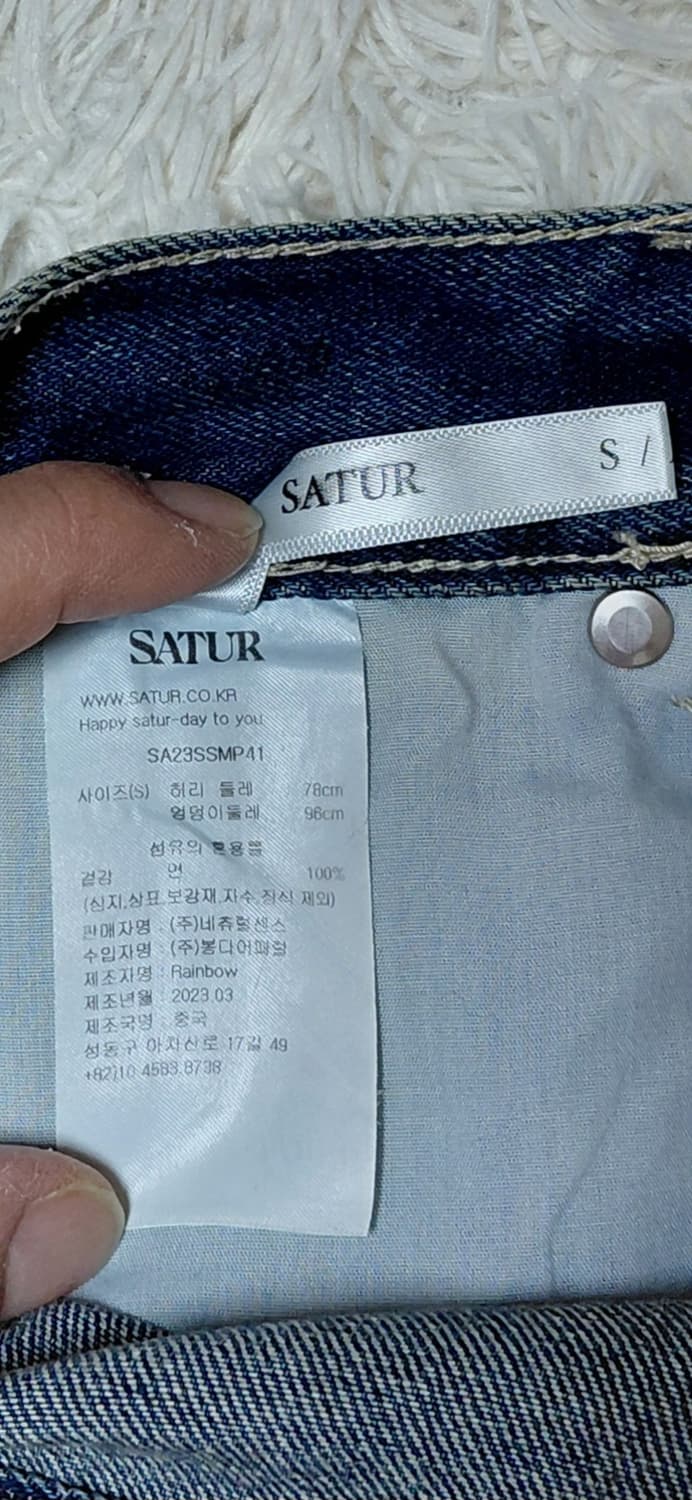 SATUR S /
SATUR
WWW.SATUR.CO.KR
Happy satur-day to you
SA23SSMP41
사이즈(S) 허리 둘레 78cm
엉덩이둘레 96cm
섬유의 혼용율
겉감 면 100%
(심지,상표,보강재,자수,장식 제외)
판매자명 : (주)네츄럴센스
수입자명 : (주)봉다어패럴
제조자명 : Rainbow
제조년월 : 2023.03
제조국명 : 중국
성동구 아차산로 17길 49
+82)10 4583.8738